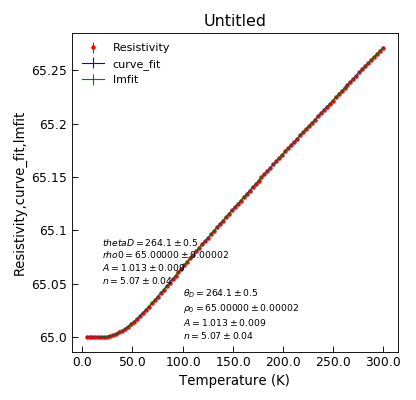 Untitled
Resistivity
curve_fit
lmfit
Resistivity,curve_fit,lmfit
65.25
65.2
65.15
65.1
65.05
65.0
thetaD = 264.1 ± 0.5
rho0 = 65.00000 ± 0.00002
A = 1.013 ± 0.009
n = 5.07 ± 0.04
θ_D = 264.1 ± 0.5
ρ_0 = 65.00000 ± 0.00002
A = 1.013 ± 0.009
n = 5.07 ± 0.04
0.0 50.0 100.0 150.0 200.0 250.0 300.0
Temperature (K)